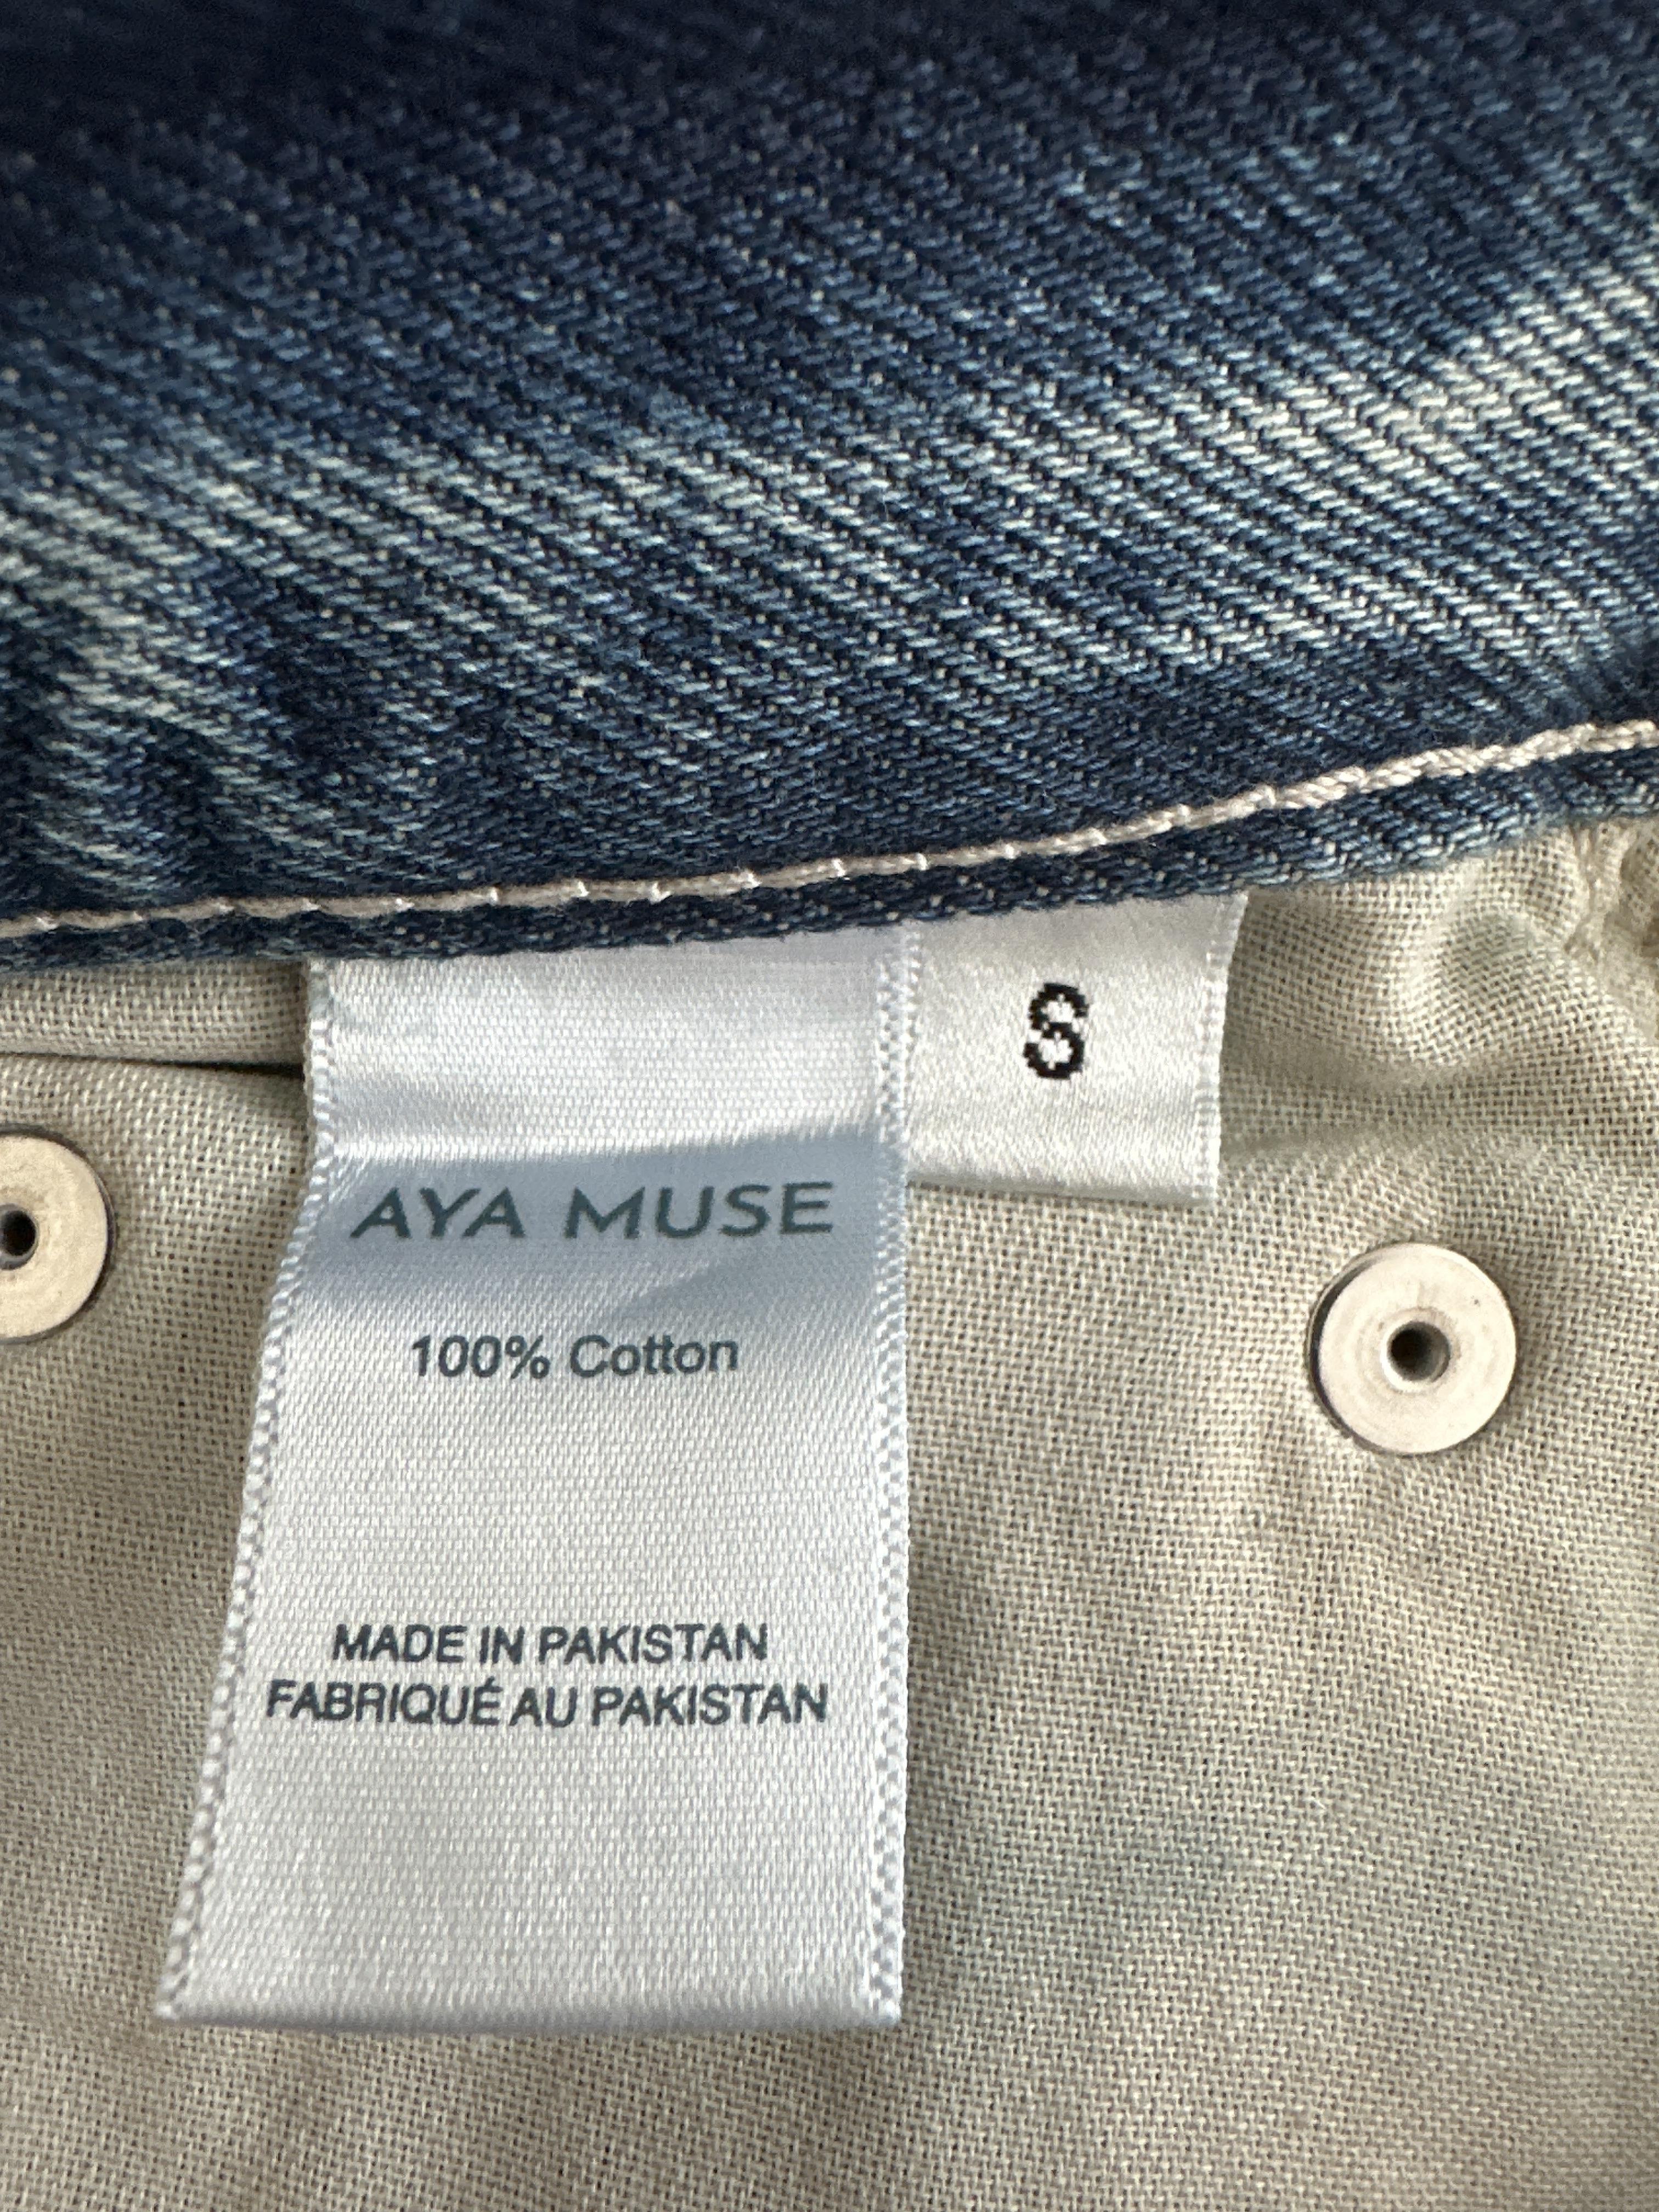 S
AYA MUSE
100% Cotton
MADE IN PAKISTAN
FABRIQUÉ AU PAKISTAN